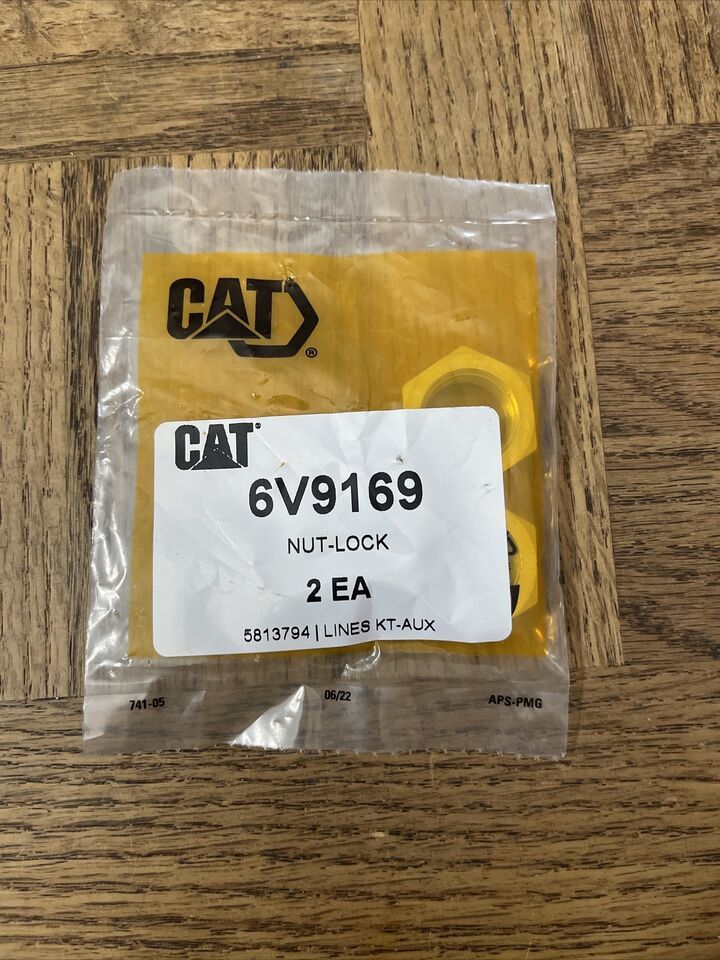 CAT
®
CAT®
6V9169
NUT-LOCK
2 EA
5813794 | LINES KT-AUX
741-05 06/22 APS-PMG